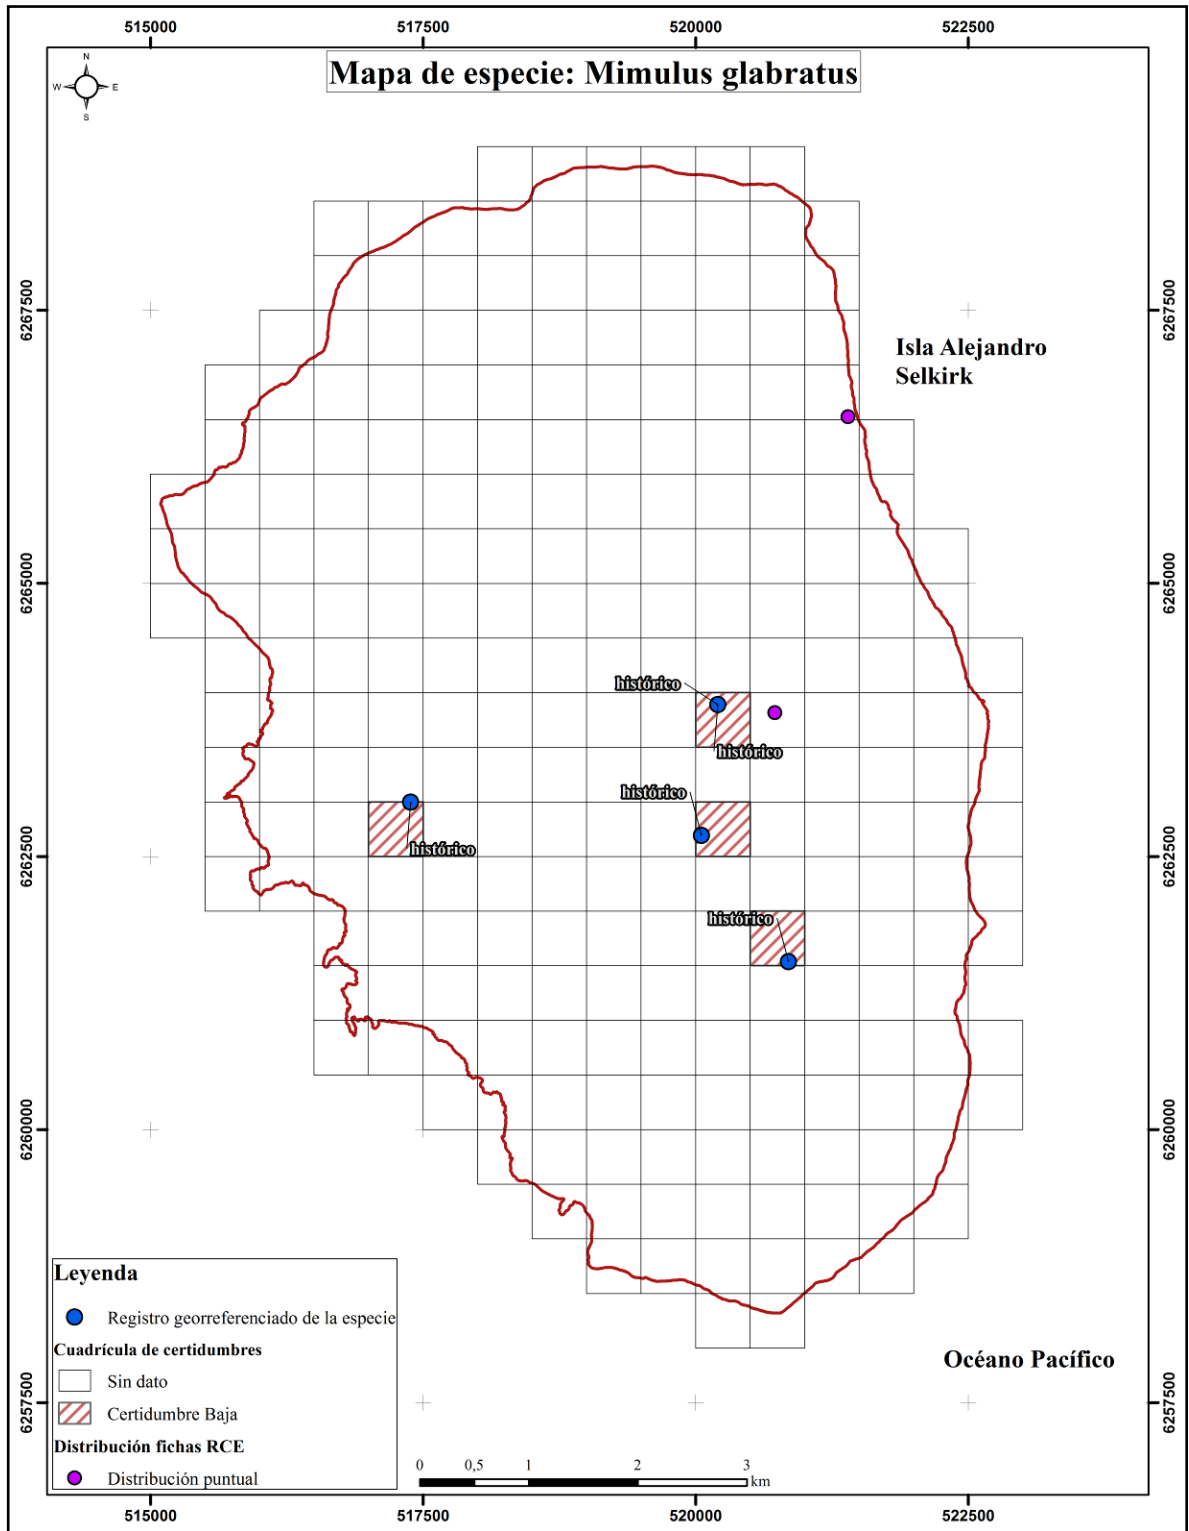 515000
517500
520000
522500
Mapa de especie: Mimulus glabratus
N
W
E
S
6267500
6267500
Isla Alejandro
Selkirk
6265000
6265000
histórico
histórico
histórico
histórico
histórico
6262500
6262500
6260000
6260000
Leyenda
Registro georreferenciado de la especie
Cuadrícula de certidumbres
Sin dato
Certidumbre Baja
Distribución fichas RCE
Distribución puntual
Océano Pacífico
6257500
6257500
0
0,5
1
2
3
km
515000
517500
520000
522500